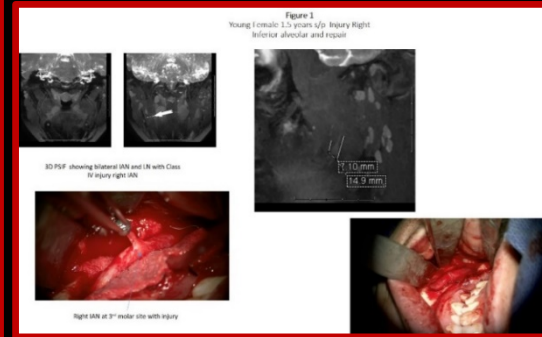 Figure 1
Young Female 1.5 years s/p Injury Right
Inferior alveolar and repair
3D PSIF showing bilateral IAN and LN with Class
IV injury right IAN
?.10 mm
14.9 mm
Right IAN at 3rd molar site with injury